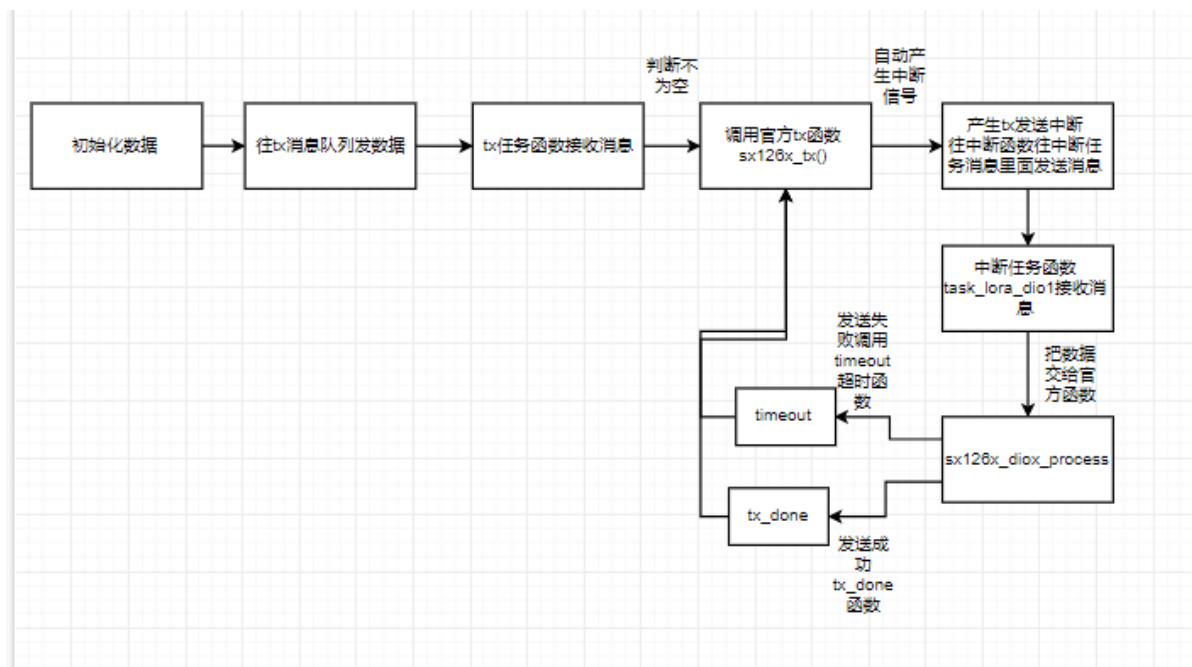 初始化数据
往tx消息队列发数据
tx任务函数接收消息
判断不
为空
调用官方tx函数
sx126x_tx()
自动产
生中断
信号
产生tx发送中断
往中断函数往中断任
务消息里面发送消息
中断任务函数
task_lora_dio1接收消
息
把数据
交给官
方函数
sx126x_diox_process
发送失
败调用
timeout
超时函
数
timeout
tx_done
发送成
功
tx_done
函数